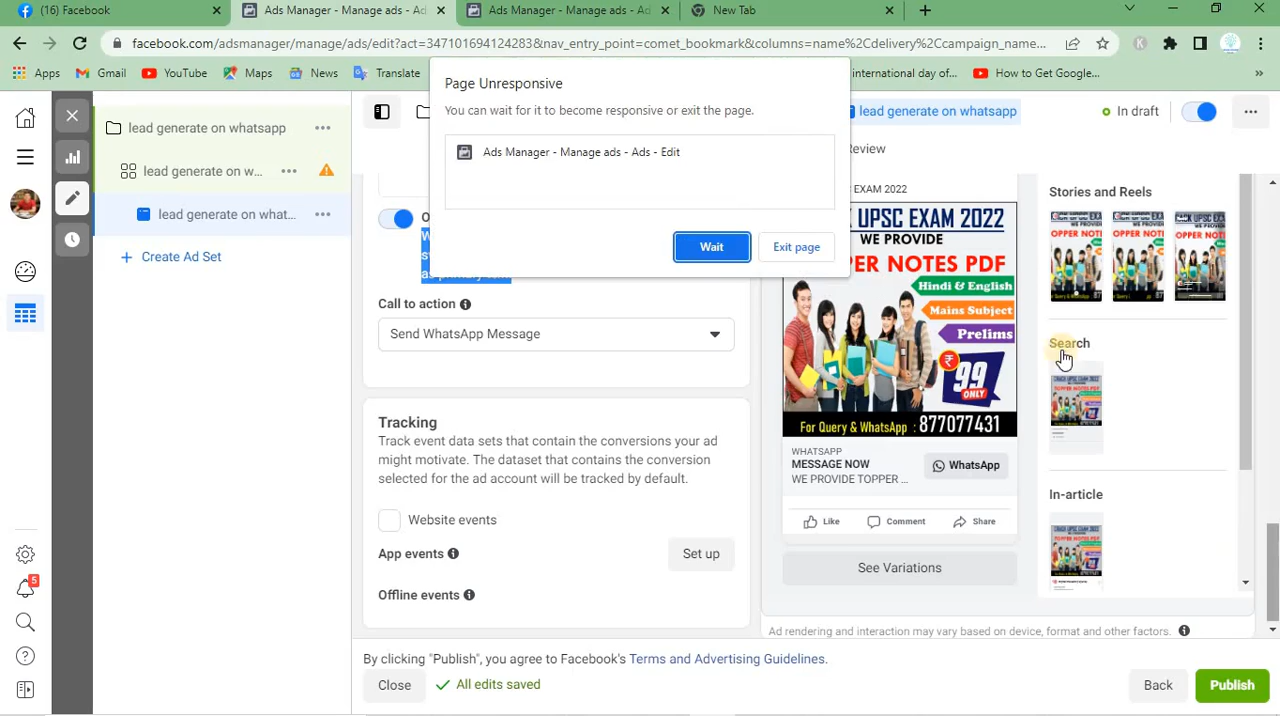 (16) Facebook
Ads Manager - Manage ads - Ad
Ads Manager - Manage ads - Ad
New Tab
facebook.com/adsmanager/manage/ads/edit?act=347101694124283&nav_entry_point=comet_bookmark&columns=name%2Cdelivery%2Ccampaign_name...
Apps
Gmail
YouTube
Maps
News
Translate
international day of...
How to Get Google...
Page Unresponsive
You can wait for it to become responsive or exit the page.
Ads Manager - Manage ads - Ads - Edit
Wait
Exit page
lead generate on whatsapp
lead generate on w...
lead generate on what...
Create Ad Set
lead generate on whatsapp
In draft
Review
EXAM 2022
UPSC EXAM 2022
WE PROVIDE
OPPER NOTES PDF
Hindi & English
Mains Subject
Prelims
₹ 99
ONLY
For Query & WhatsApp : 877077431
WHATSAPP
MESSAGE NOW
WE PROVIDE TOPPER ...
WhatsApp
Like
Comment
Share
See Variations
Call to action
Send WhatsApp Message
Tracking
Track event data sets that contain the conversions your ad
might motivate. The dataset that contains the conversion
selected for the ad account will be tracked by default.
Website events
App events
Set up
Offline events
Stories and Reels
Search
In-article
Ad rendering and interaction may vary based on device, format and other factors.
By clicking "Publish", you agree to Facebook's Terms and Advertising Guidelines.
Close
All edits saved
Back
Publish
5